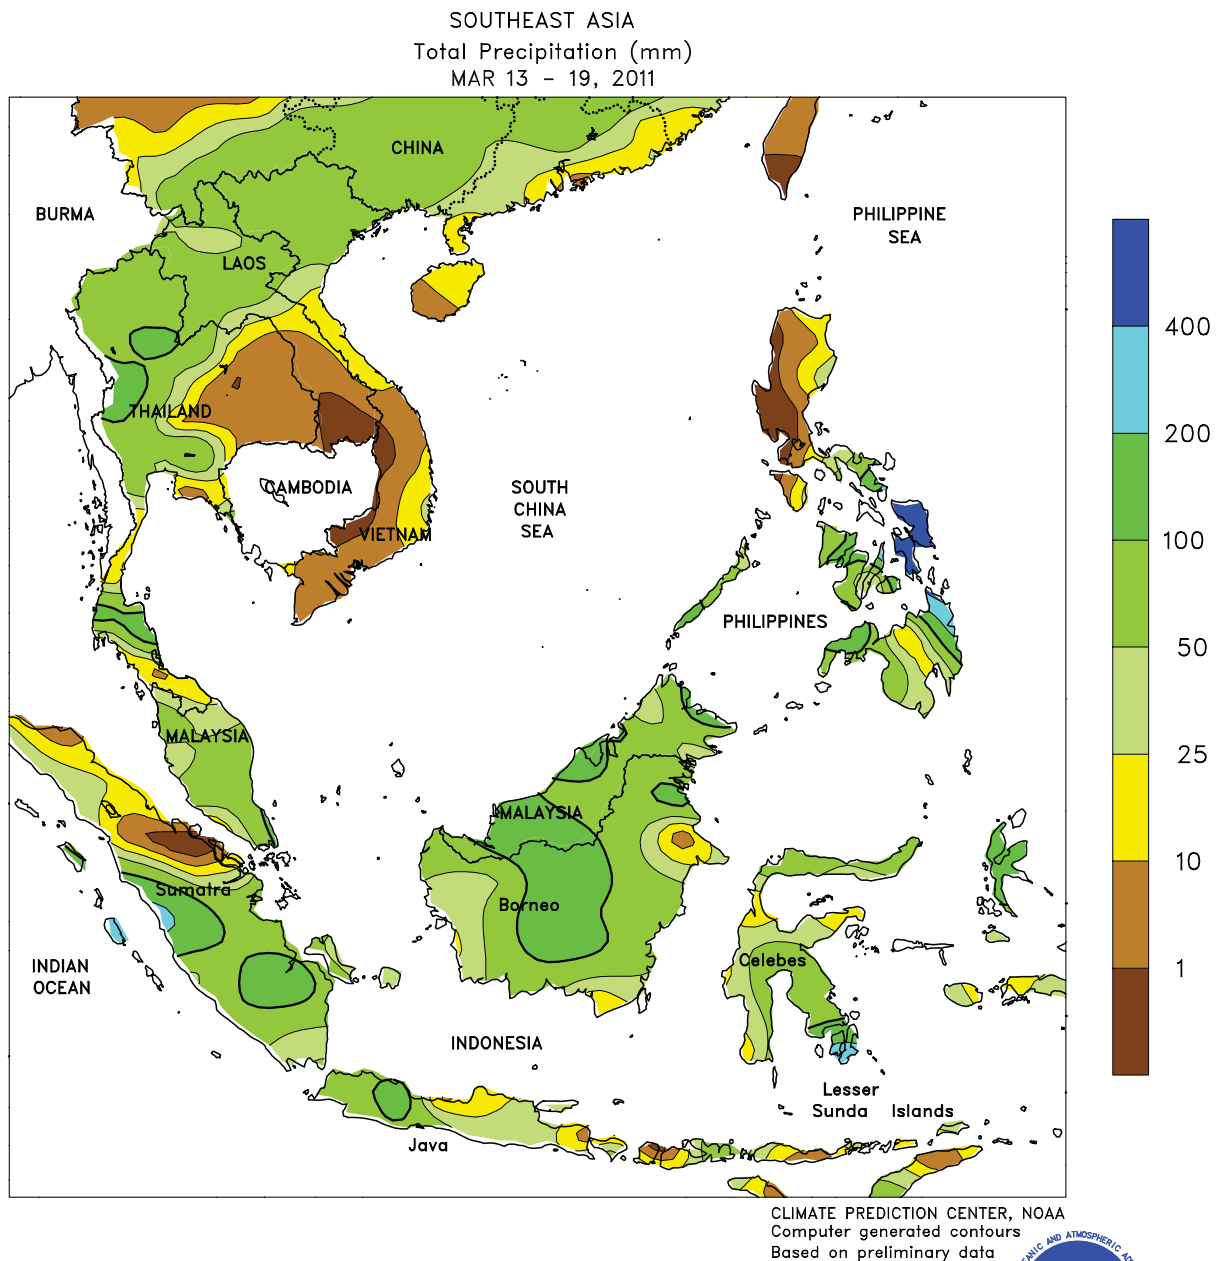 SOUTHEAST ASIA
Total Precipitation (mm)
MAR 13 - 19, 2011
CHINA
BURMA
PHILIPPINE
SEA
LAOS
400
THAILAND
200
CAMBODIA
SOUTH
CHINA
SEA
VIETNAM
100
PHILIPPINES
50
MALAYSIA
25
MALAYSIA
10
Sumatra
Borneo
Celebes
1
INDIAN
OCEAN
INDONESIA
Lesser
Sunda Islands
Java
CLIMATE PREDICTION CENTER, NOAA
Computer generated contours
Based on preliminary data
AND ATMOSPHERIC